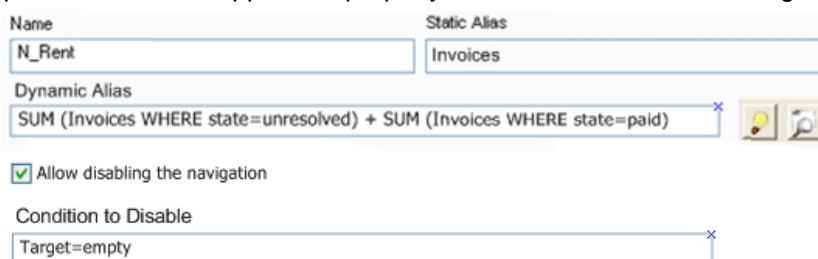 Name Static Alias
N_Rent Invoices
Dynamic Alias
SUM (Invoices WHERE state=unresolved) + SUM (Invoices WHERE state=paid)
Allow disabling the navigation
Condition to Disable
Target=empty